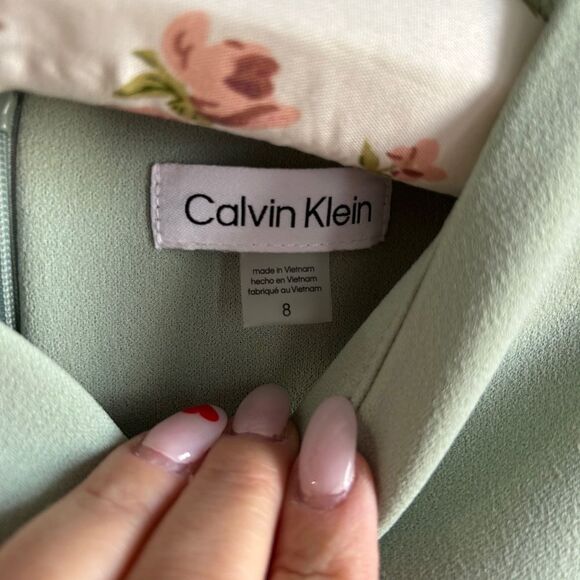 Calvin Klein
made in Vietnam
hecho en Vietnam
fabriqué au Vietnam
8